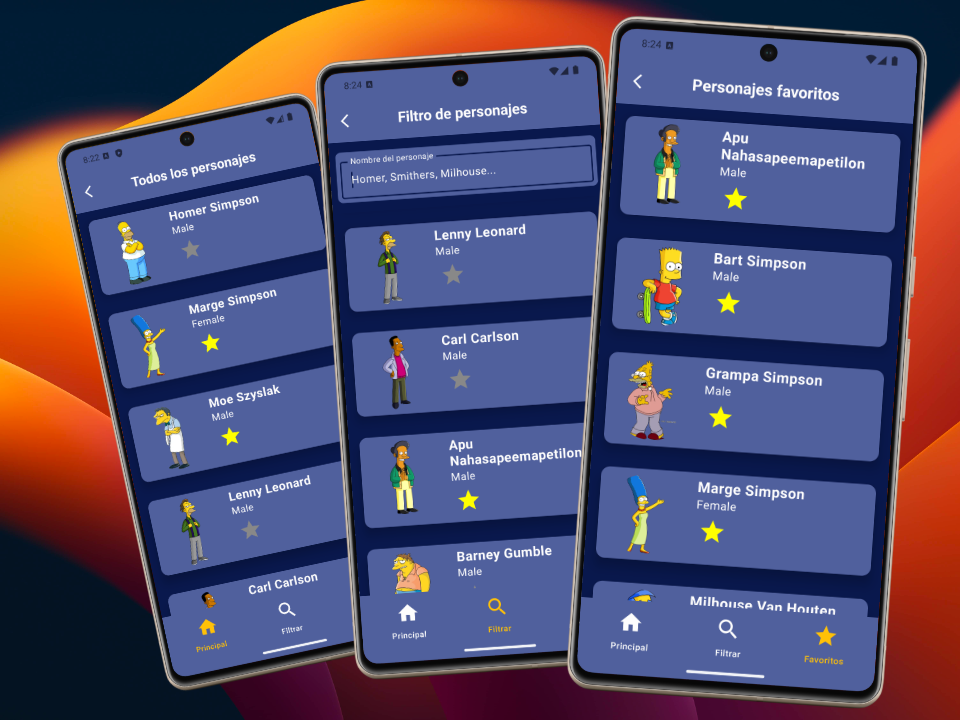 8:22
Todos los personajes
Homer Simpson
Male
Marge Simpson
Female
Moe Szyslak
Male
Lenny Leonard
Male
Carl Carlson
Principal
Filtrar
8:24
Filtro de personajes
Nombre del personaje
Homer, Smithers, Milhouse...
Lenny Leonard
Male
Carl Carlson
Male
Apu
Nahasapeemapetilon
Male
Barney Gumble
Male
Principal
Filtrar
8:24
Personajes favoritos
Apu
Nahasapeemapetilon
Male
Bart Simpson
Male
Grampa Simpson
Male
Marge Simpson
Female
Milhouse Van Houten
Principal
Filtrar
Favoritos